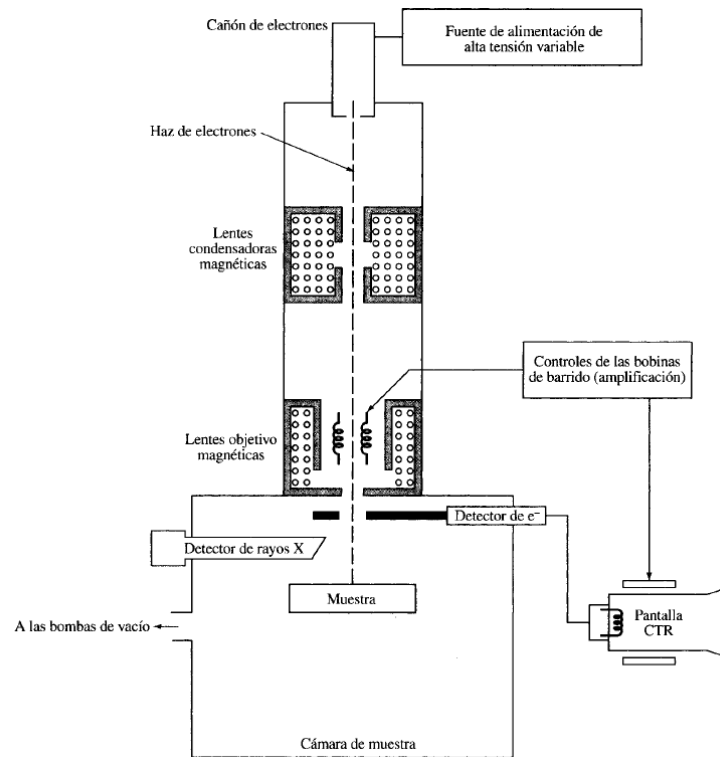 Cañón de electrones
Fuente de alimentación de
alta tensión variable
Haz de electrones
Lentes
condensadoras
magnéticas
Controles de las bobinas
de barrido (amplificación)
Lentes objetivo
magnéticas
Detector de e⁻
Detector de rayos X
Muestra
A las bombas de vacío
Pantalla
CTR
Cámara de muestra